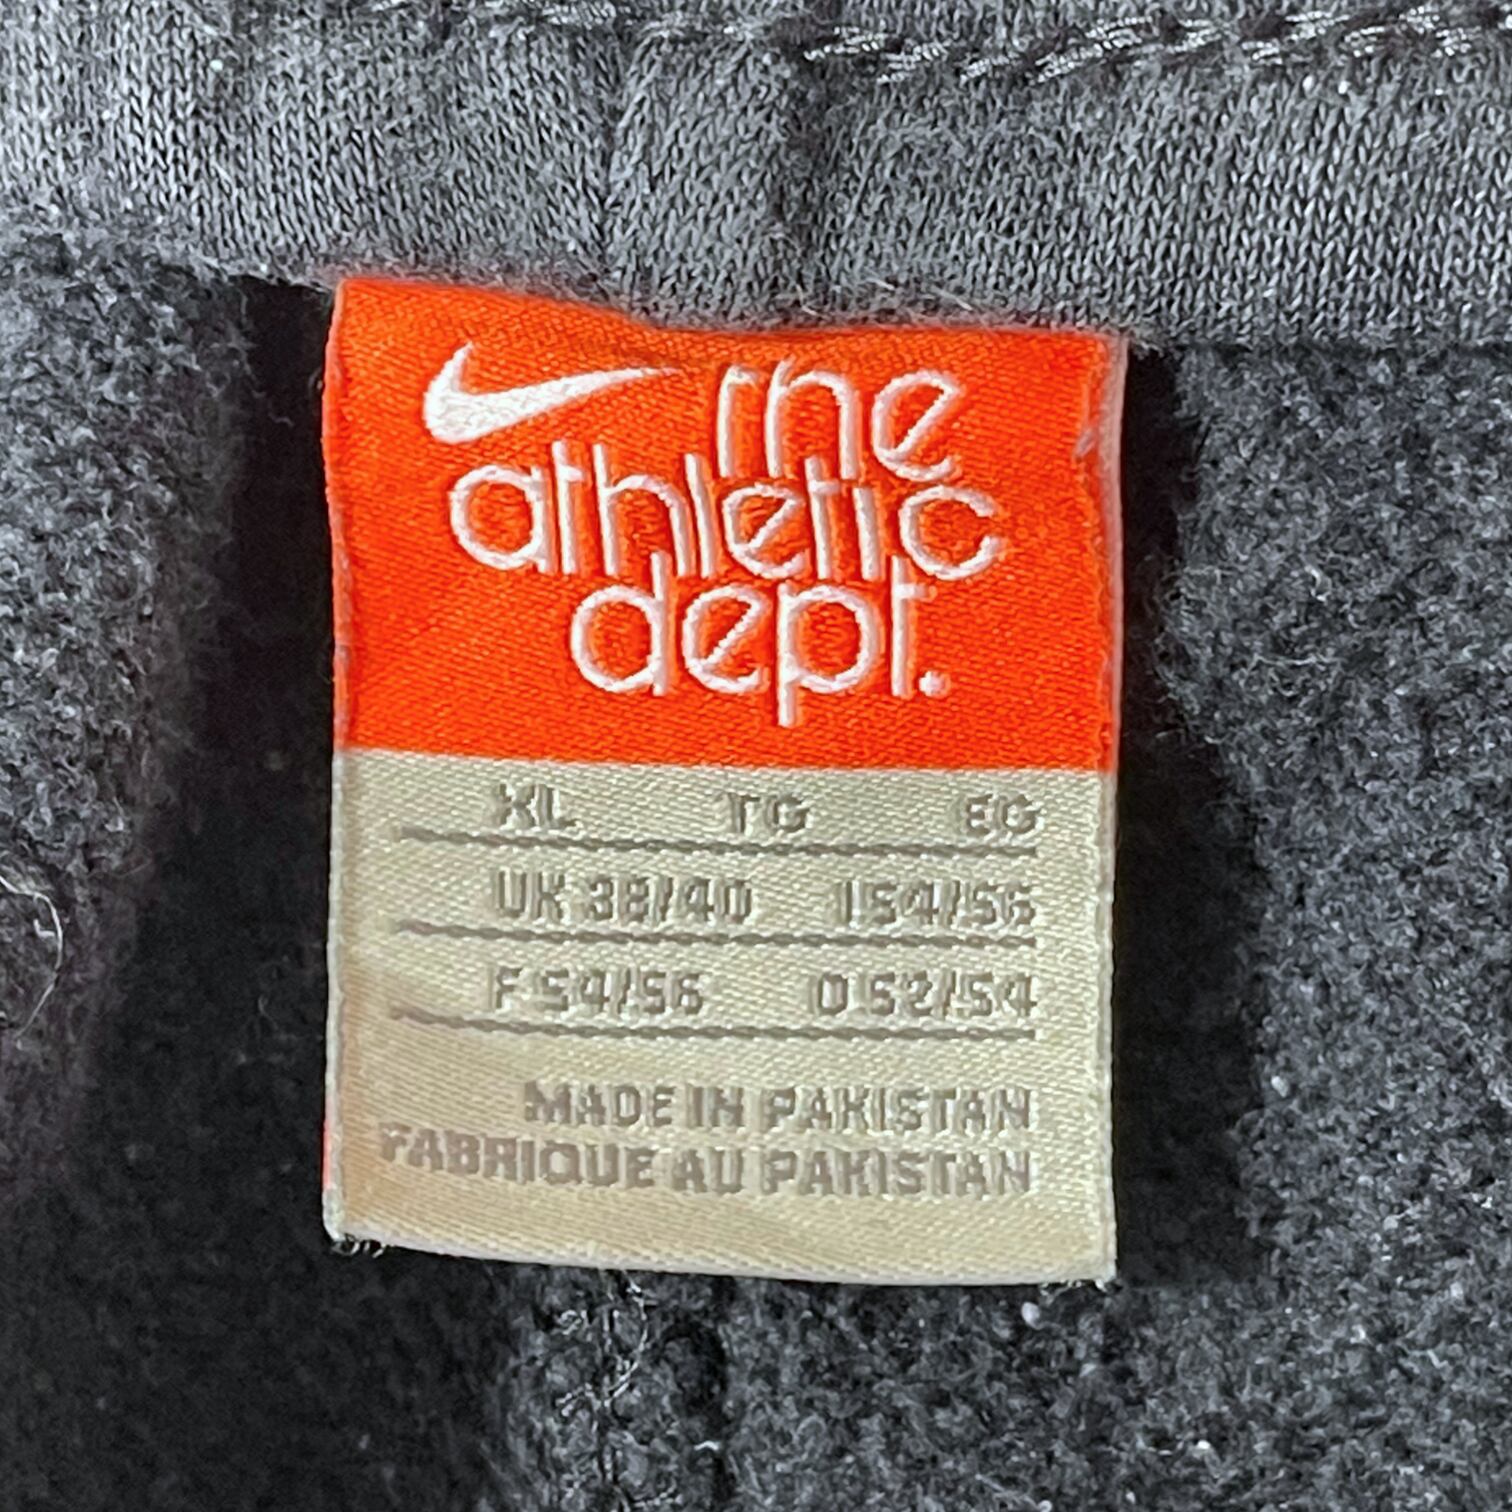 the
athletic
dept.
XL TG EG
UK 38/40 I 54/56
F 54/56 D 52/54
MADE IN PAKISTAN
FABRIQUE AU PAKISTAN